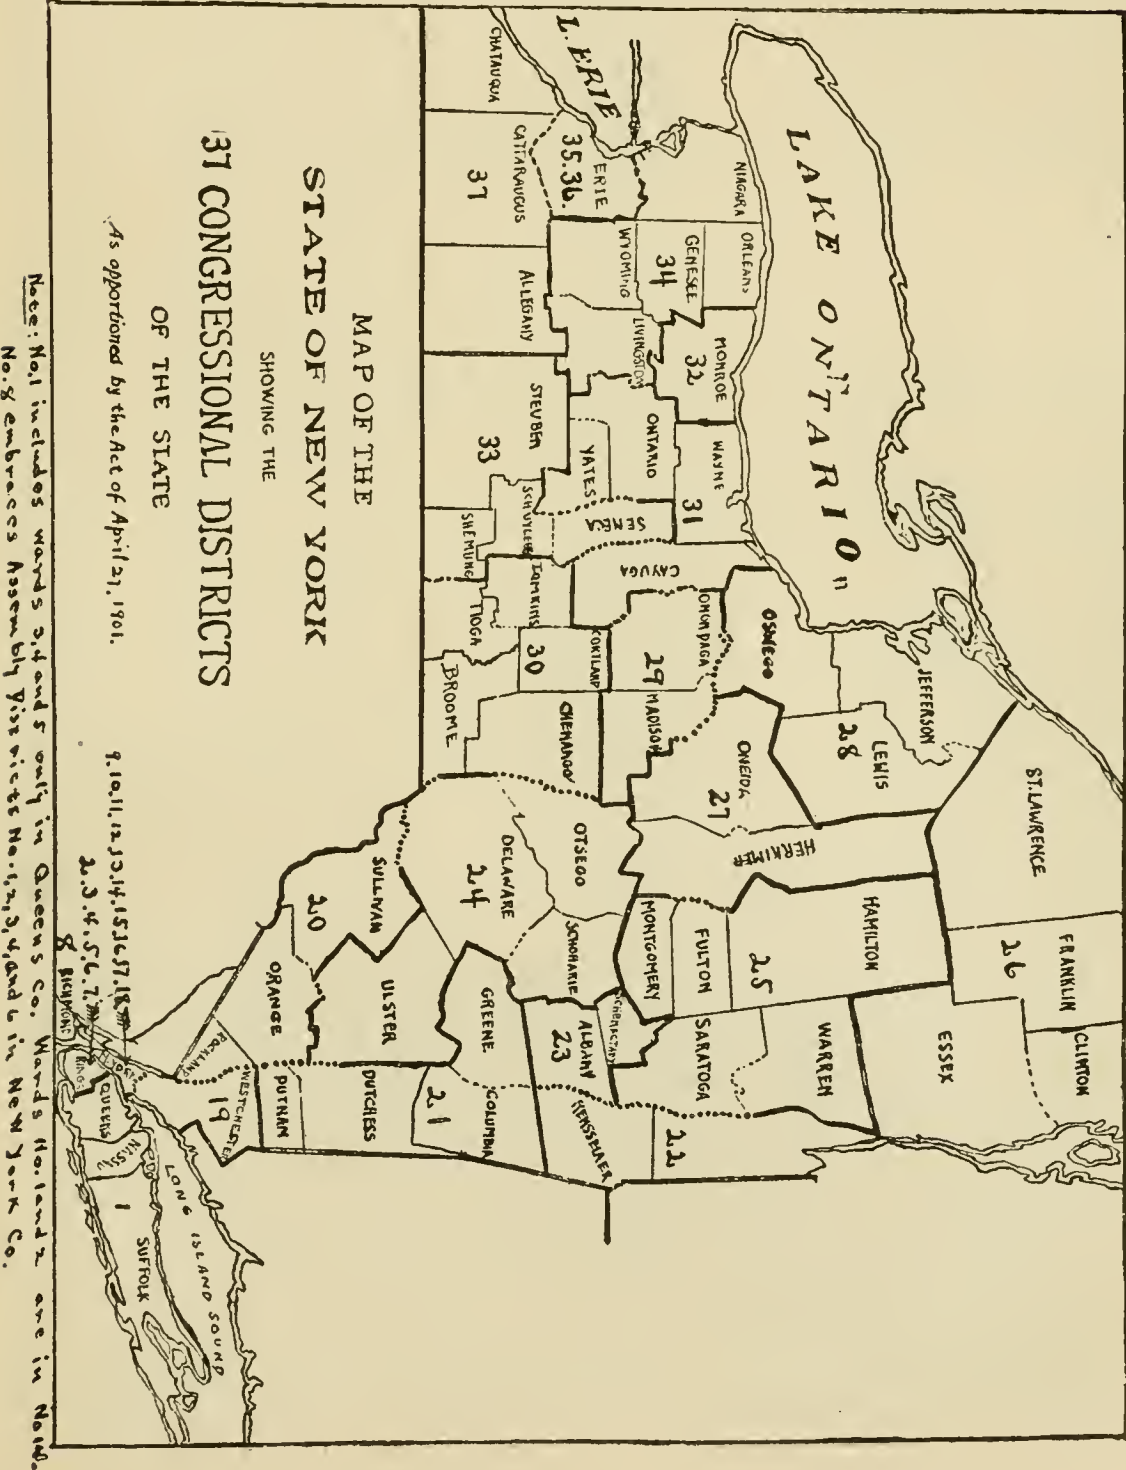 MAP OF THE
STATE OF NEW YORK
SHOWING THE
37 CONGRESSIONAL DISTRICTS
OF THE STATE
As apportioned by the Act of April 27, 1901.
LAKE ONTARIO
L. ERIE
ST. LAWRENCE
FRANKLIN
CLINTON
26
JEFFERSON
LEWIS
28
ESSEX
HAMILTON
WARREN
OSWEGO
ONEIDA
27
HERKIMER
25
FULTON
SARATOGA
MONTGOMERY
22
NIAGARA
ORLEANS
GENESEE
34
WYOMING
ERIE
35.36.
MONROE
32
LIVINGSTON
WAYNE
31
ONTARIO
YATES
SENECA
CAYUGA
ONONDAGA
29
MADISON
CORTLAND
30
CHENANGO
OTSEGO
SCHOHARIE
SCHENECTADY
ALBANY
23
RENSSELAER
CHATAUQUA
CATTARAUGUS
37
ALLEGANY
STEUBEN
33
SCHUYLER
SHEMUNG
TOMKINS
TIOGA
BROOME
DELAWARE
24
GREENE
COLUMBIA
21
SULLIVAN
20
ULSTER
DUTCHESS
ORANGE
PUTNAM
ROCKLAND
WESTCHESTER
19
9.10.11.12.13.14.15.16.17.18
2.3.4.5.6.7.
8 RICHMOND
KINGS
QUEENS
NASSAU
1
SUFFOLK
LONG ISLAND SOUND
Note: No.1 includes wards 3,4 and 5 only in Queens Co. Wards No.1 and 2 are in No 14.
No. 8 embraces Assembly Districts No. 1, 2, 3, 4, and 6 in New York Co.